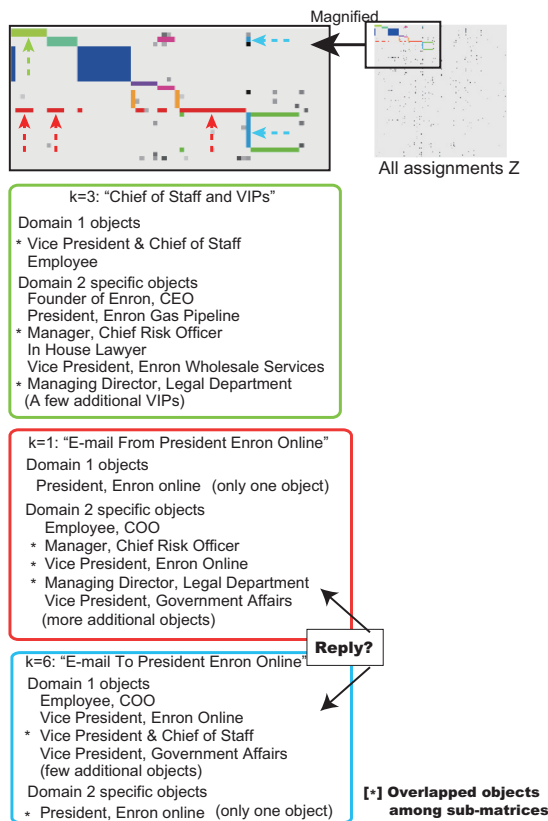 Magnified
All assignments Z
k=3: "Chief of Staff and VIPs"
Domain 1 objects
* Vice President & Chief of Staff
Employee
Domain 2 specific objects
Founder of Enron, CEO
President, Enron Gas Pipeline
* Manager, Chief Risk Officer
In House Lawyer
Vice President, Enron Wholesale Services
* Managing Director, Legal Department
(A few additional VIPs)
k=1: "E-mail From President Enron Online"
Domain 1 objects
President, Enron online (only one object)
Domain 2 specific objects
Employee, COO
* Manager, Chief Risk Officer
* Vice President, Enron Online
* Managing Director, Legal Department
Vice President, Government Affairs
(more additional objects)
Reply?
k=6: "E-mail To President Enron Online"
Domain 1 objects
Employee, COO
Vice President, Enron Online
* Vice President & Chief of Staff
Vice President, Government Affairs
(few additional objects)
Domain 2 specific objects
* President, Enron online (only one object)
[*] Overlapped objects
among sub-matrices